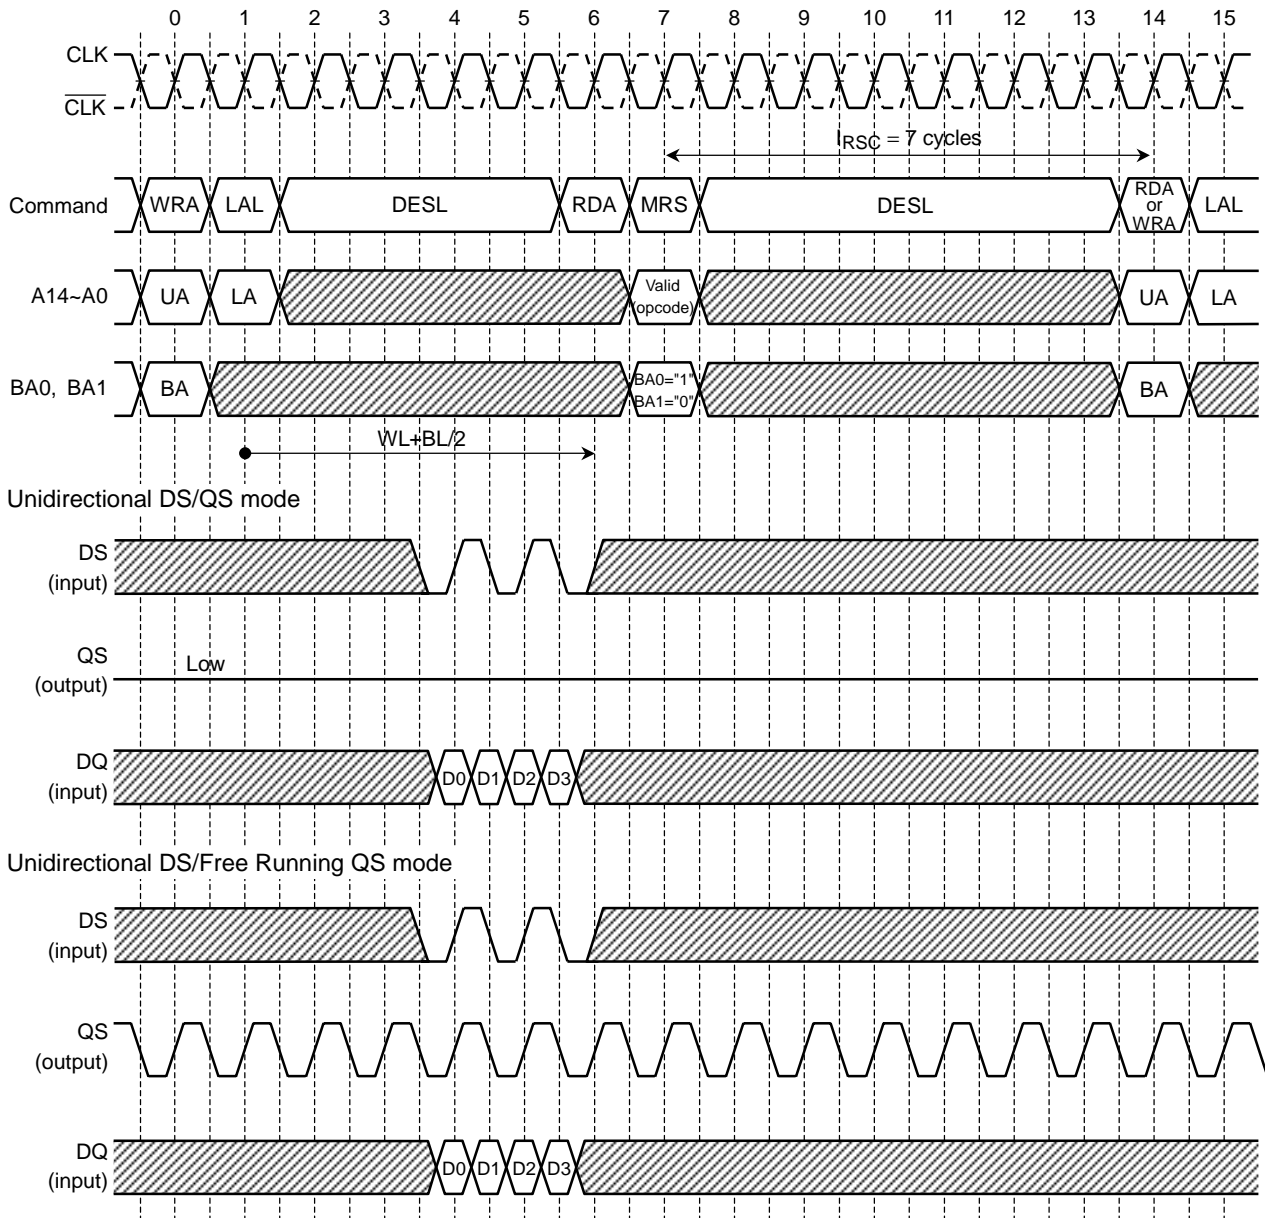 0 1 2 3 4 5 6 7 8 9 10 11 12 13 14 15
CLK
CLK
IRSC = 7 cycles
Command WRA LAL DESL RDA MRS DESL RDA or WRA LAL
A14~A0 UA LA Valid (opcode) UA LA
BA0, BA1 BA BA0="1" BA1="0" BA
WL+BL/2
Unidirectional DS/QS mode
DS
(input)
QS
Low
(output)
DQ
D0 D1 D2 D3
(input)
Unidirectional DS/Free Running QS mode
DS
(input)
QS
(output)
DQ
D0 D1 D2 D3
(input)